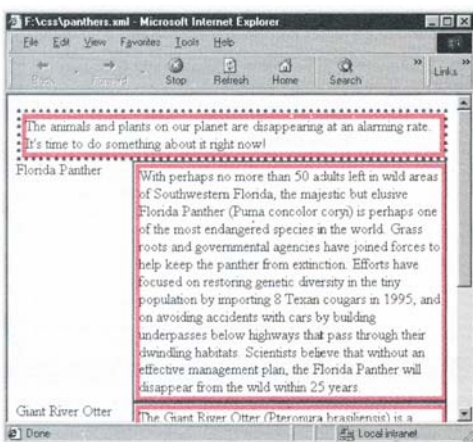 F:\css\panthers.xml - Microsoft Internet Explorer
File Edit View Favorites Tools Help
Back Forward Stop Refresh Home Search » Links »
The animals and plants on our planet are disappearing at an alarming rate.
It's time to do something about it right now!
Florida Panther
With perhaps no more than 50 adults left in wild areas
of Southwestern Florida, the majestic but elusive
Florida Panther (Puma concolor coryi) is perhaps one
of the most endangered species in the world. Grass
roots and governmental agencies have joined forces to
help keep the panther from extinction. Efforts have
focused on restoring genetic diversity in the tiny
population by importing 8 Texan cougars in 1995, and
on avoiding accidents with cars by building
underpasses below highways that pass through their
dwindling habitats. Scientists believe that without an
effective management plan, the Florida Panther will
disappear from the wild within 25 years.
Giant River Otter
The Giant River Otter (Pteronura brasiliensis) is a
Done Local intranet